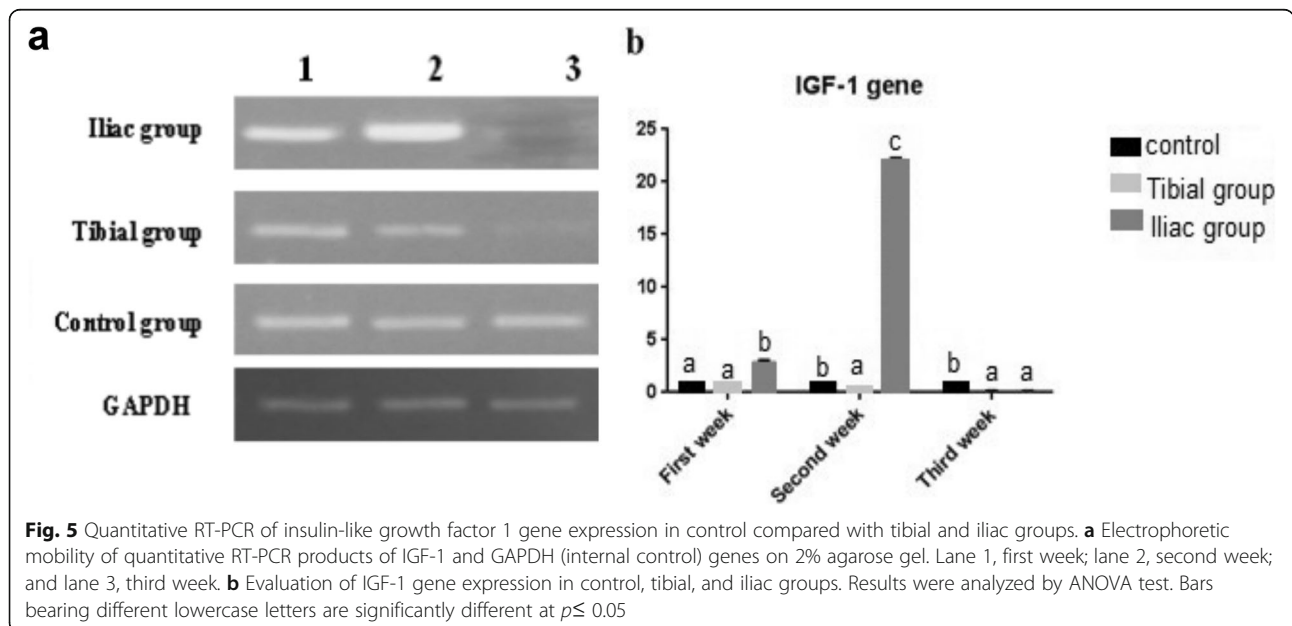 a
1 2 3
Iliac group
Tibial group
Control group
GAPDH
b
IGF-1 gene
25
20
15
10
5
0
a a b
b a c
b a a
First week
Second week
Third week
control
Tibial group
Iliac group
Fig. 5 Quantitative RT-PCR of insulin-like growth factor 1 gene expression in control compared with tibial and iliac groups. a Electrophoretic
mobility of quantitative RT-PCR products of IGF-1 and GAPDH (internal control) genes on 2% agarose gel. Lane 1, first week; lane 2, second week;
and lane 3, third week. b Evaluation of IGF-1 gene expression in control, tibial, and iliac groups. Results were analyzed by ANOVA test. Bars
bearing different lowercase letters are significantly different at p≤ 0.05